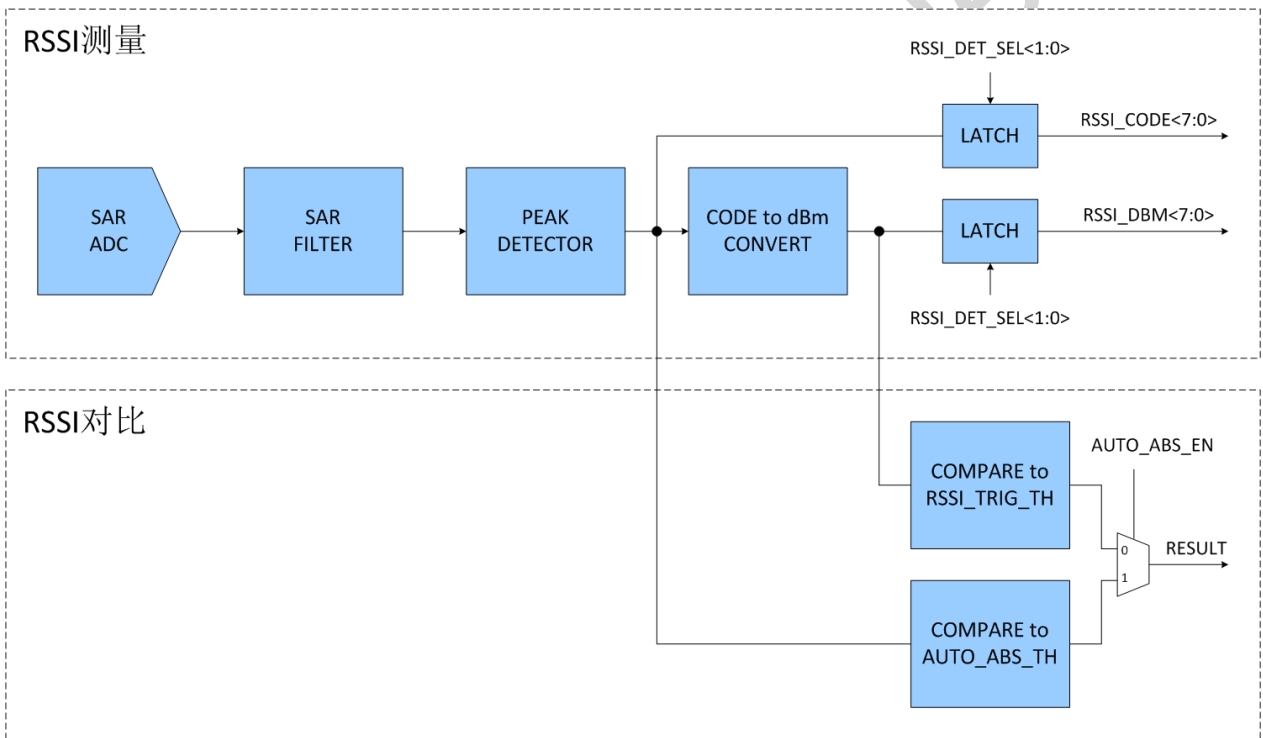 RSSI测量
RSSI_DET_SEL<1:0>
LATCH
RSSI_CODE<7:0>
SAR
ADC
SAR
FILTER
PEAK
DETECTOR
CODE to dBm
CONVERT
LATCH
RSSI_DBM<7:0>
RSSI_DET_SEL<1:0>
RSSI对比
COMPARE to
RSSI_TRIG_TH
AUTO_ABS_EN
0
1
RESULT
COMPARE to
AUTO_ABS_TH